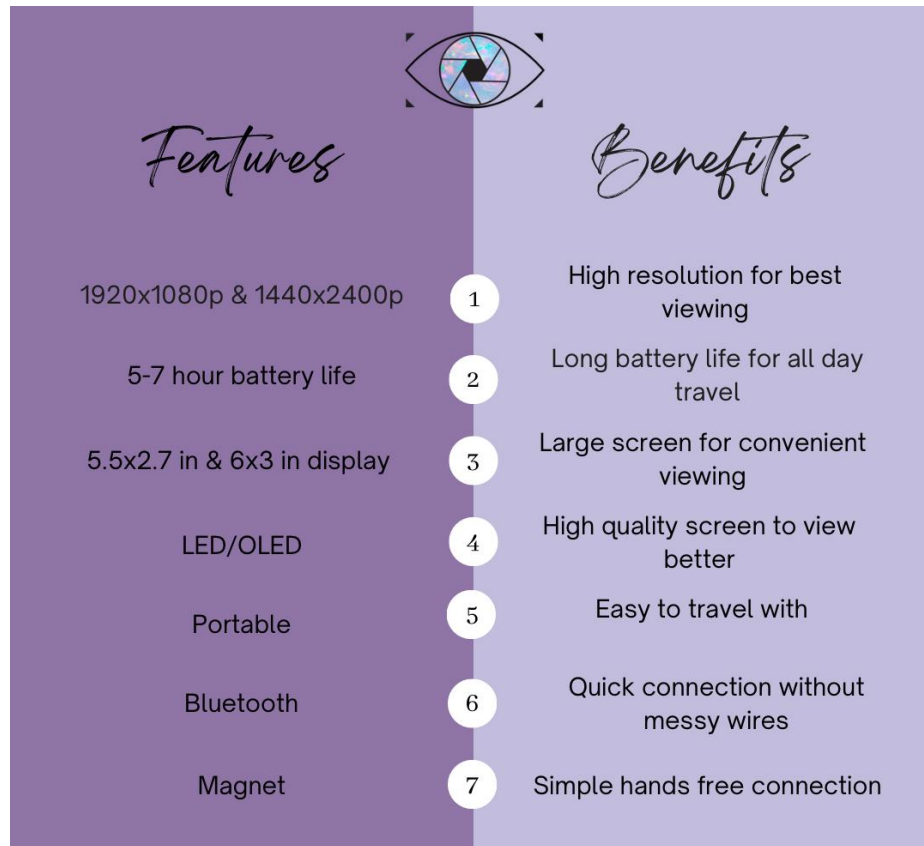 Features
Benefits
1920x1080p & 1440x2400p
1
High resolution for best
viewing
5-7 hour battery life
2
Long battery life for all day
travel
5.5x2.7 in & 6x3 in display
3
Large screen for convenient
viewing
LED/OLED
4
High quality screen to view
better
Portable
5
Easy to travel with
Bluetooth
6
Quick connection without
messy wires
Magnet
7
Simple hands free connection